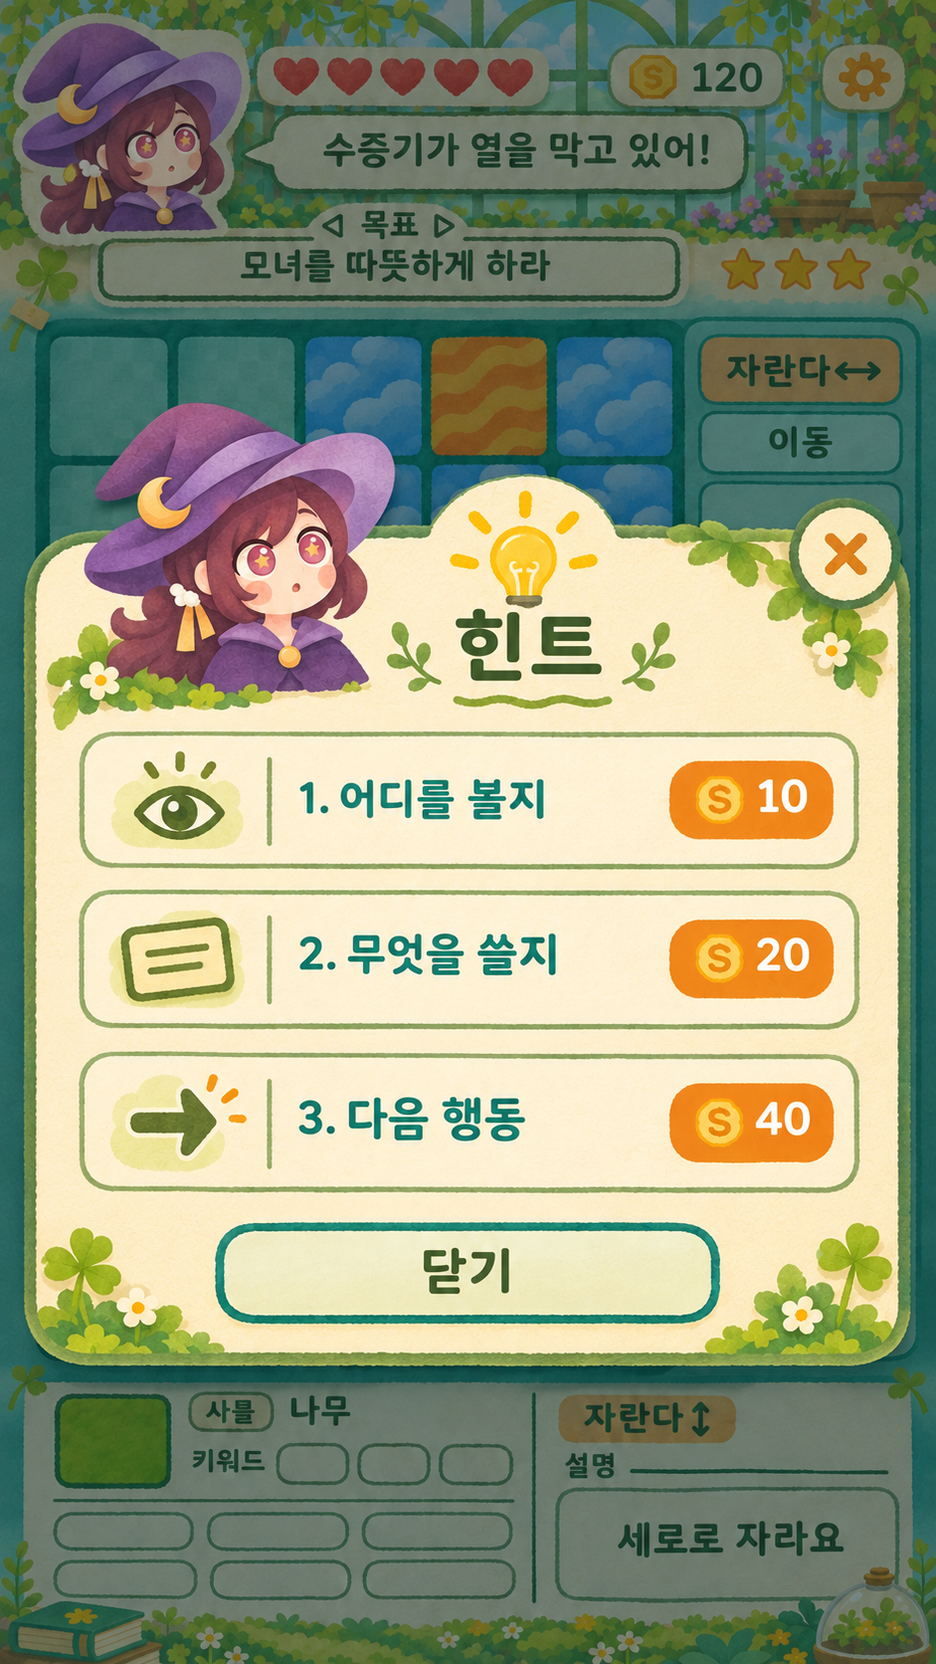 120
수증기가 열을 막고 있어!
목표
모녀를 따뜻하게 하라
자란다↔
이동
힌트
1. 어디를 볼지
S 10
2. 무엇을 쓸지
S 20
3. 다음 행동
S 40
닫기
사물 나무
키워드
자란다↕
설명
세로로 자라요